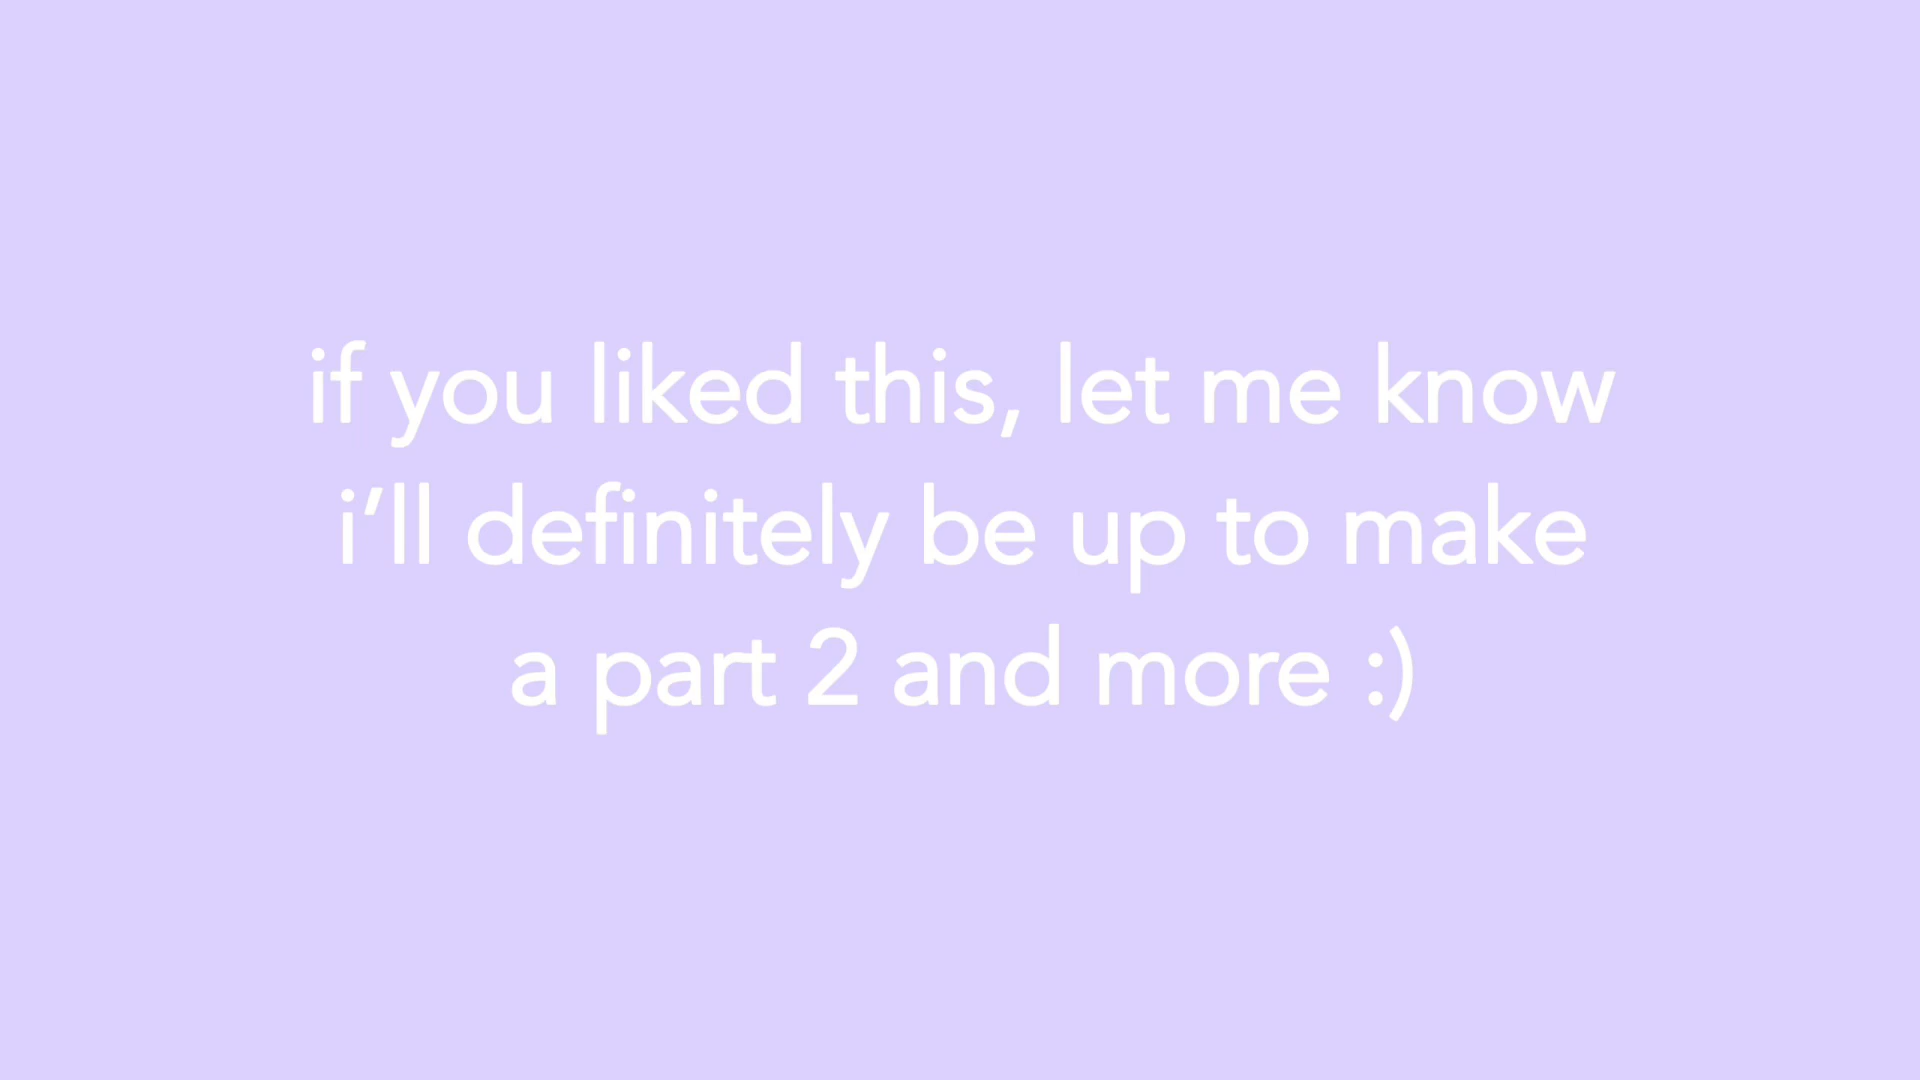 if you liked this, let me know
i’ll definitely be up to make
a part 2 and more :)